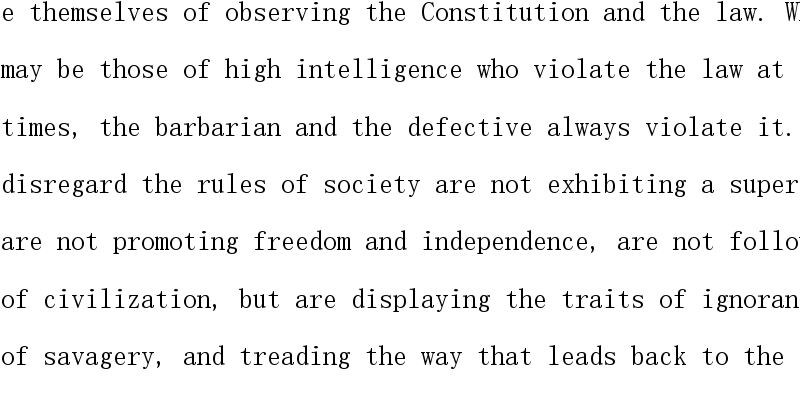 e themselves of observing the Constitution and the law. W
may be those of high intelligence who violate the law at
times, the barbarian and the defective always violate it.
disregard the rules of society are not exhibiting a super
are not promoting freedom and independence, are not follo
of civilization, but are displaying the traits of ignoran
of savagery, and treading the way that leads back to the